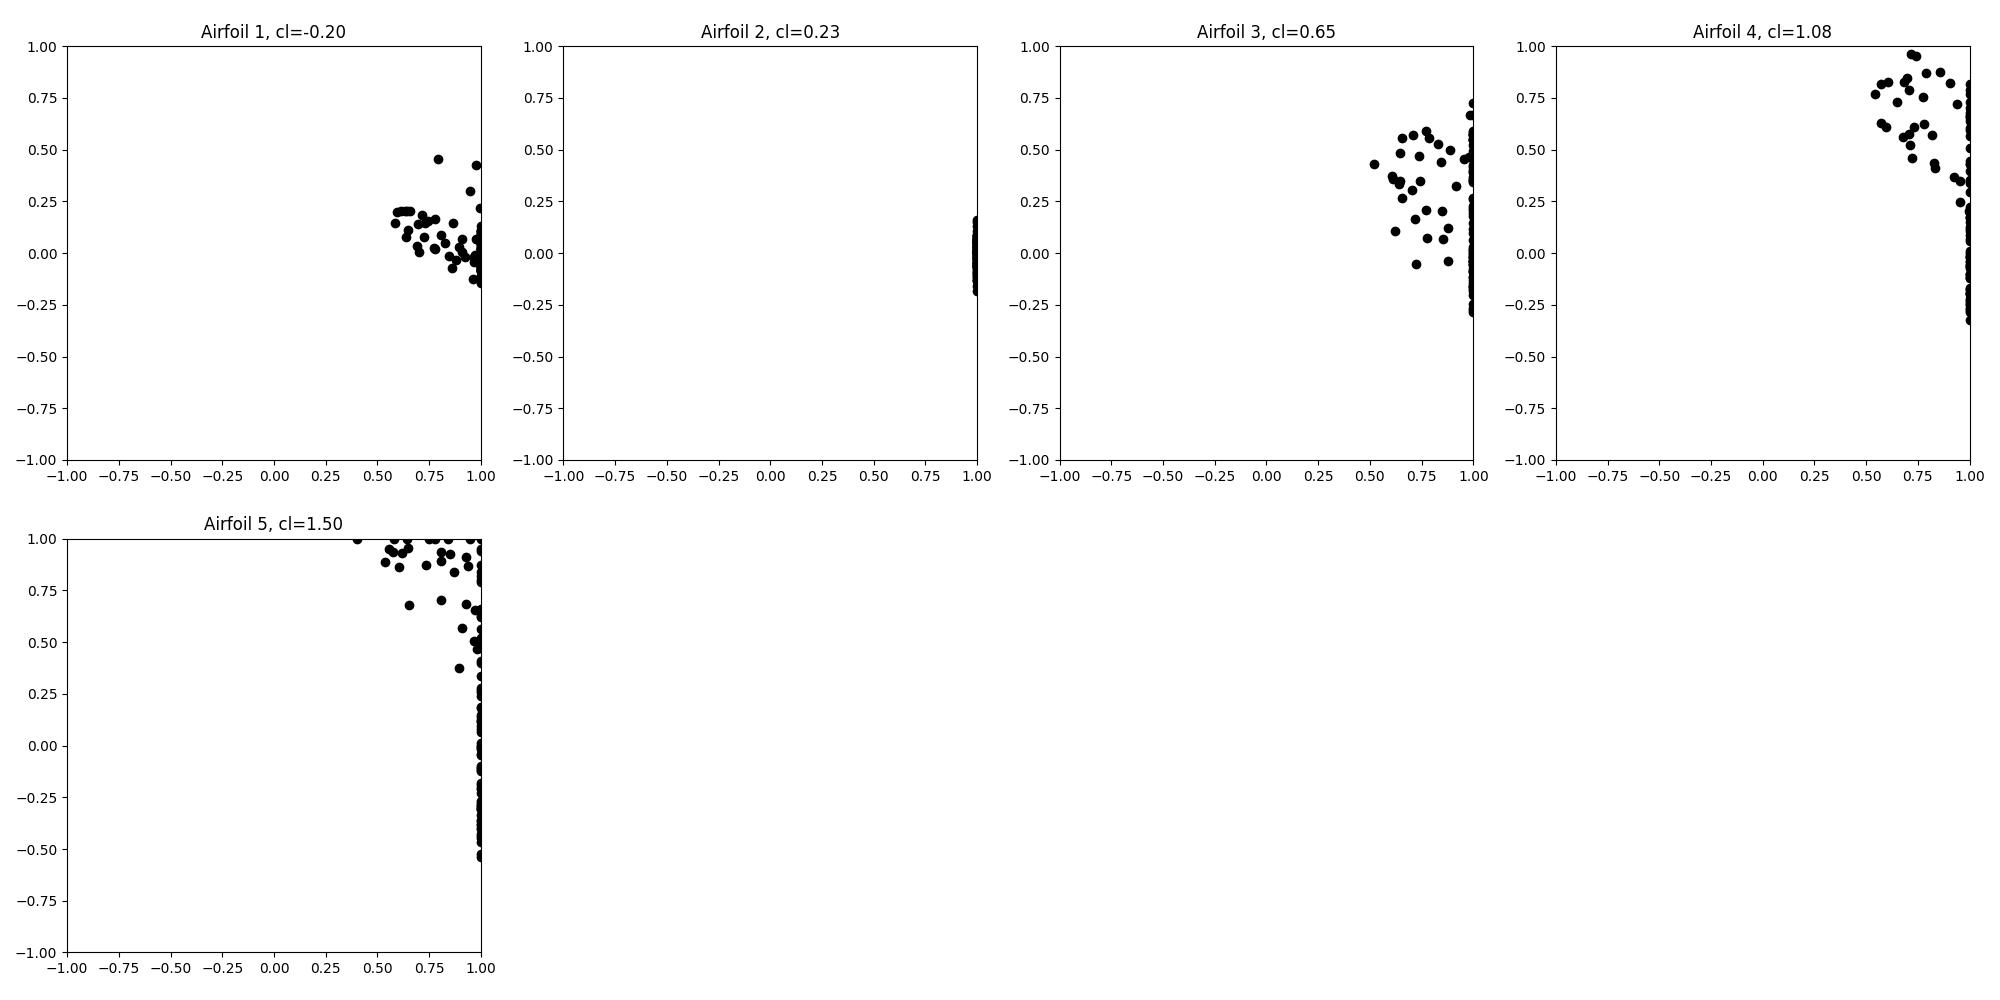 Airfoil 1, cl=-0.20
Airfoil 2, cl=0.23
Airfoil 3, cl=0.65
Airfoil 4, cl=1.08
1.00 1.00 1.00 1.00
0.75 0.75 0.75 0.75
0.50 0.50 0.50 0.50
0.25 0.25 0.25 0.25
0.00 0.00 0.00 0.00
−0.25 −0.25 −0.25 −0.25
−0.50 −0.50 −0.50 −0.50
−0.75 −0.75 −0.75 −0.75
−1.00 −1.00 −1.00 −1.00
−1.00 −0.75 −0.50 −0.25 0.00 0.25 0.50 0.75 1.00
−1.00 −0.75 −0.50 −0.25 0.00 0.25 0.50 0.75 1.00
−1.00 −0.75 −0.50 −0.25 0.00 0.25 0.50 0.75 1.00
−1.00 −0.75 −0.50 −0.25 0.00 0.25 0.50 0.75 1.00
Airfoil 5, cl=1.50
1.00
0.75
0.50
0.25
0.00
−0.25
−0.50
−0.75
−1.00
−1.00 −0.75 −0.50 −0.25 0.00 0.25 0.50 0.75 1.00